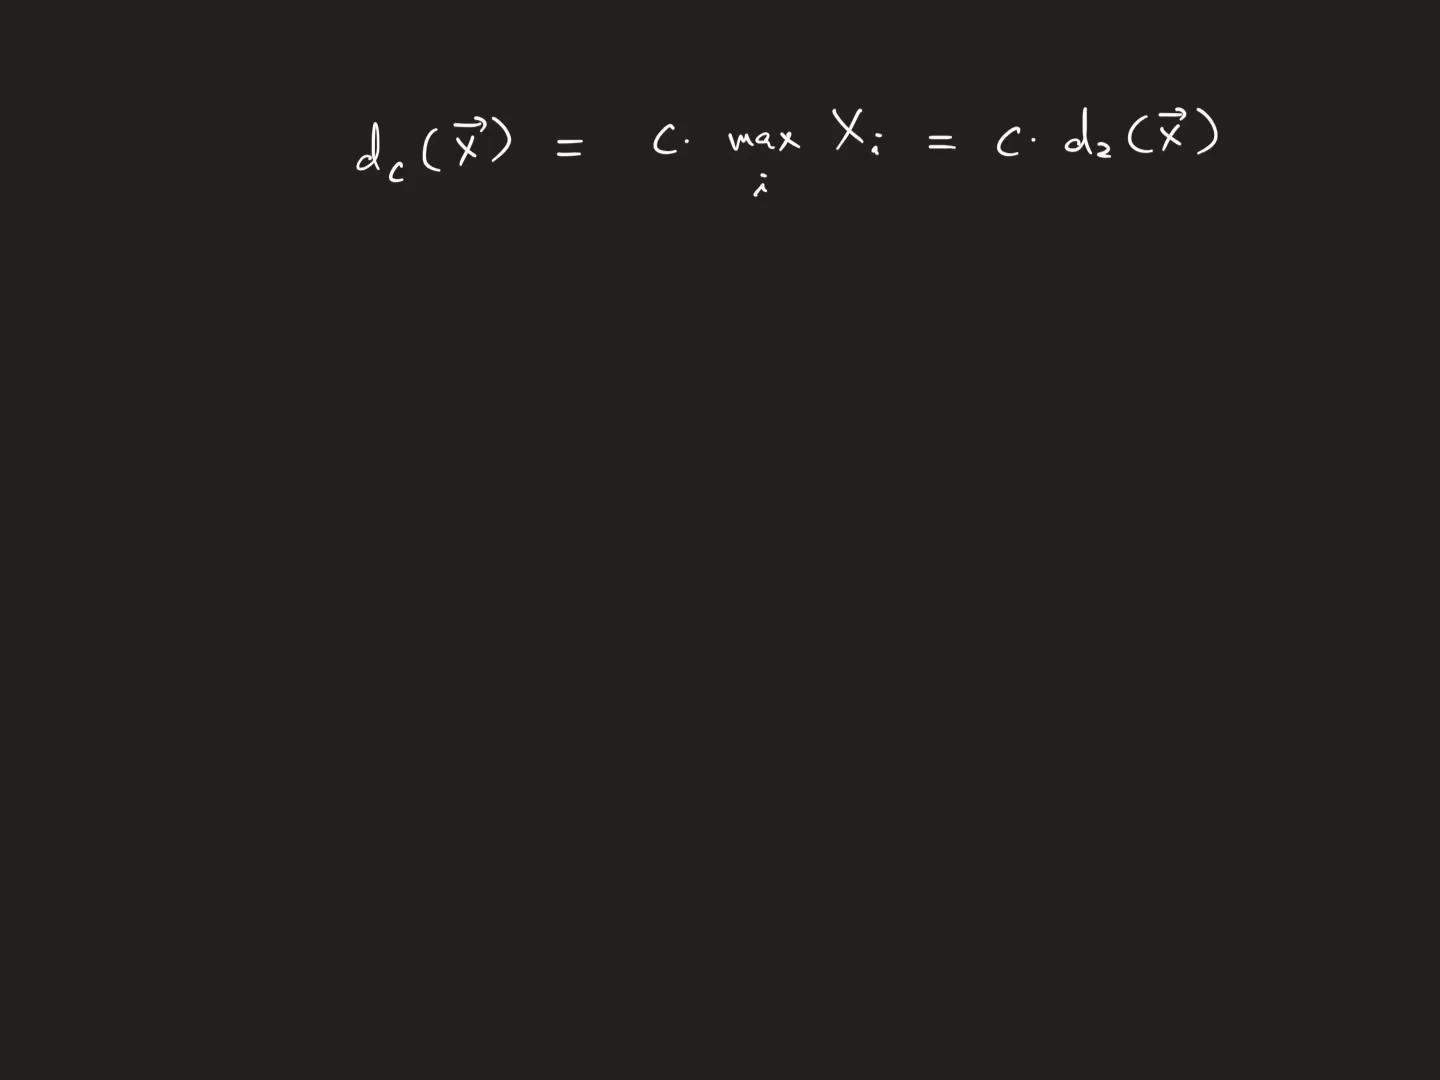 d_c(x⃗) = c · max_i X_i = c · d_2(x⃗)